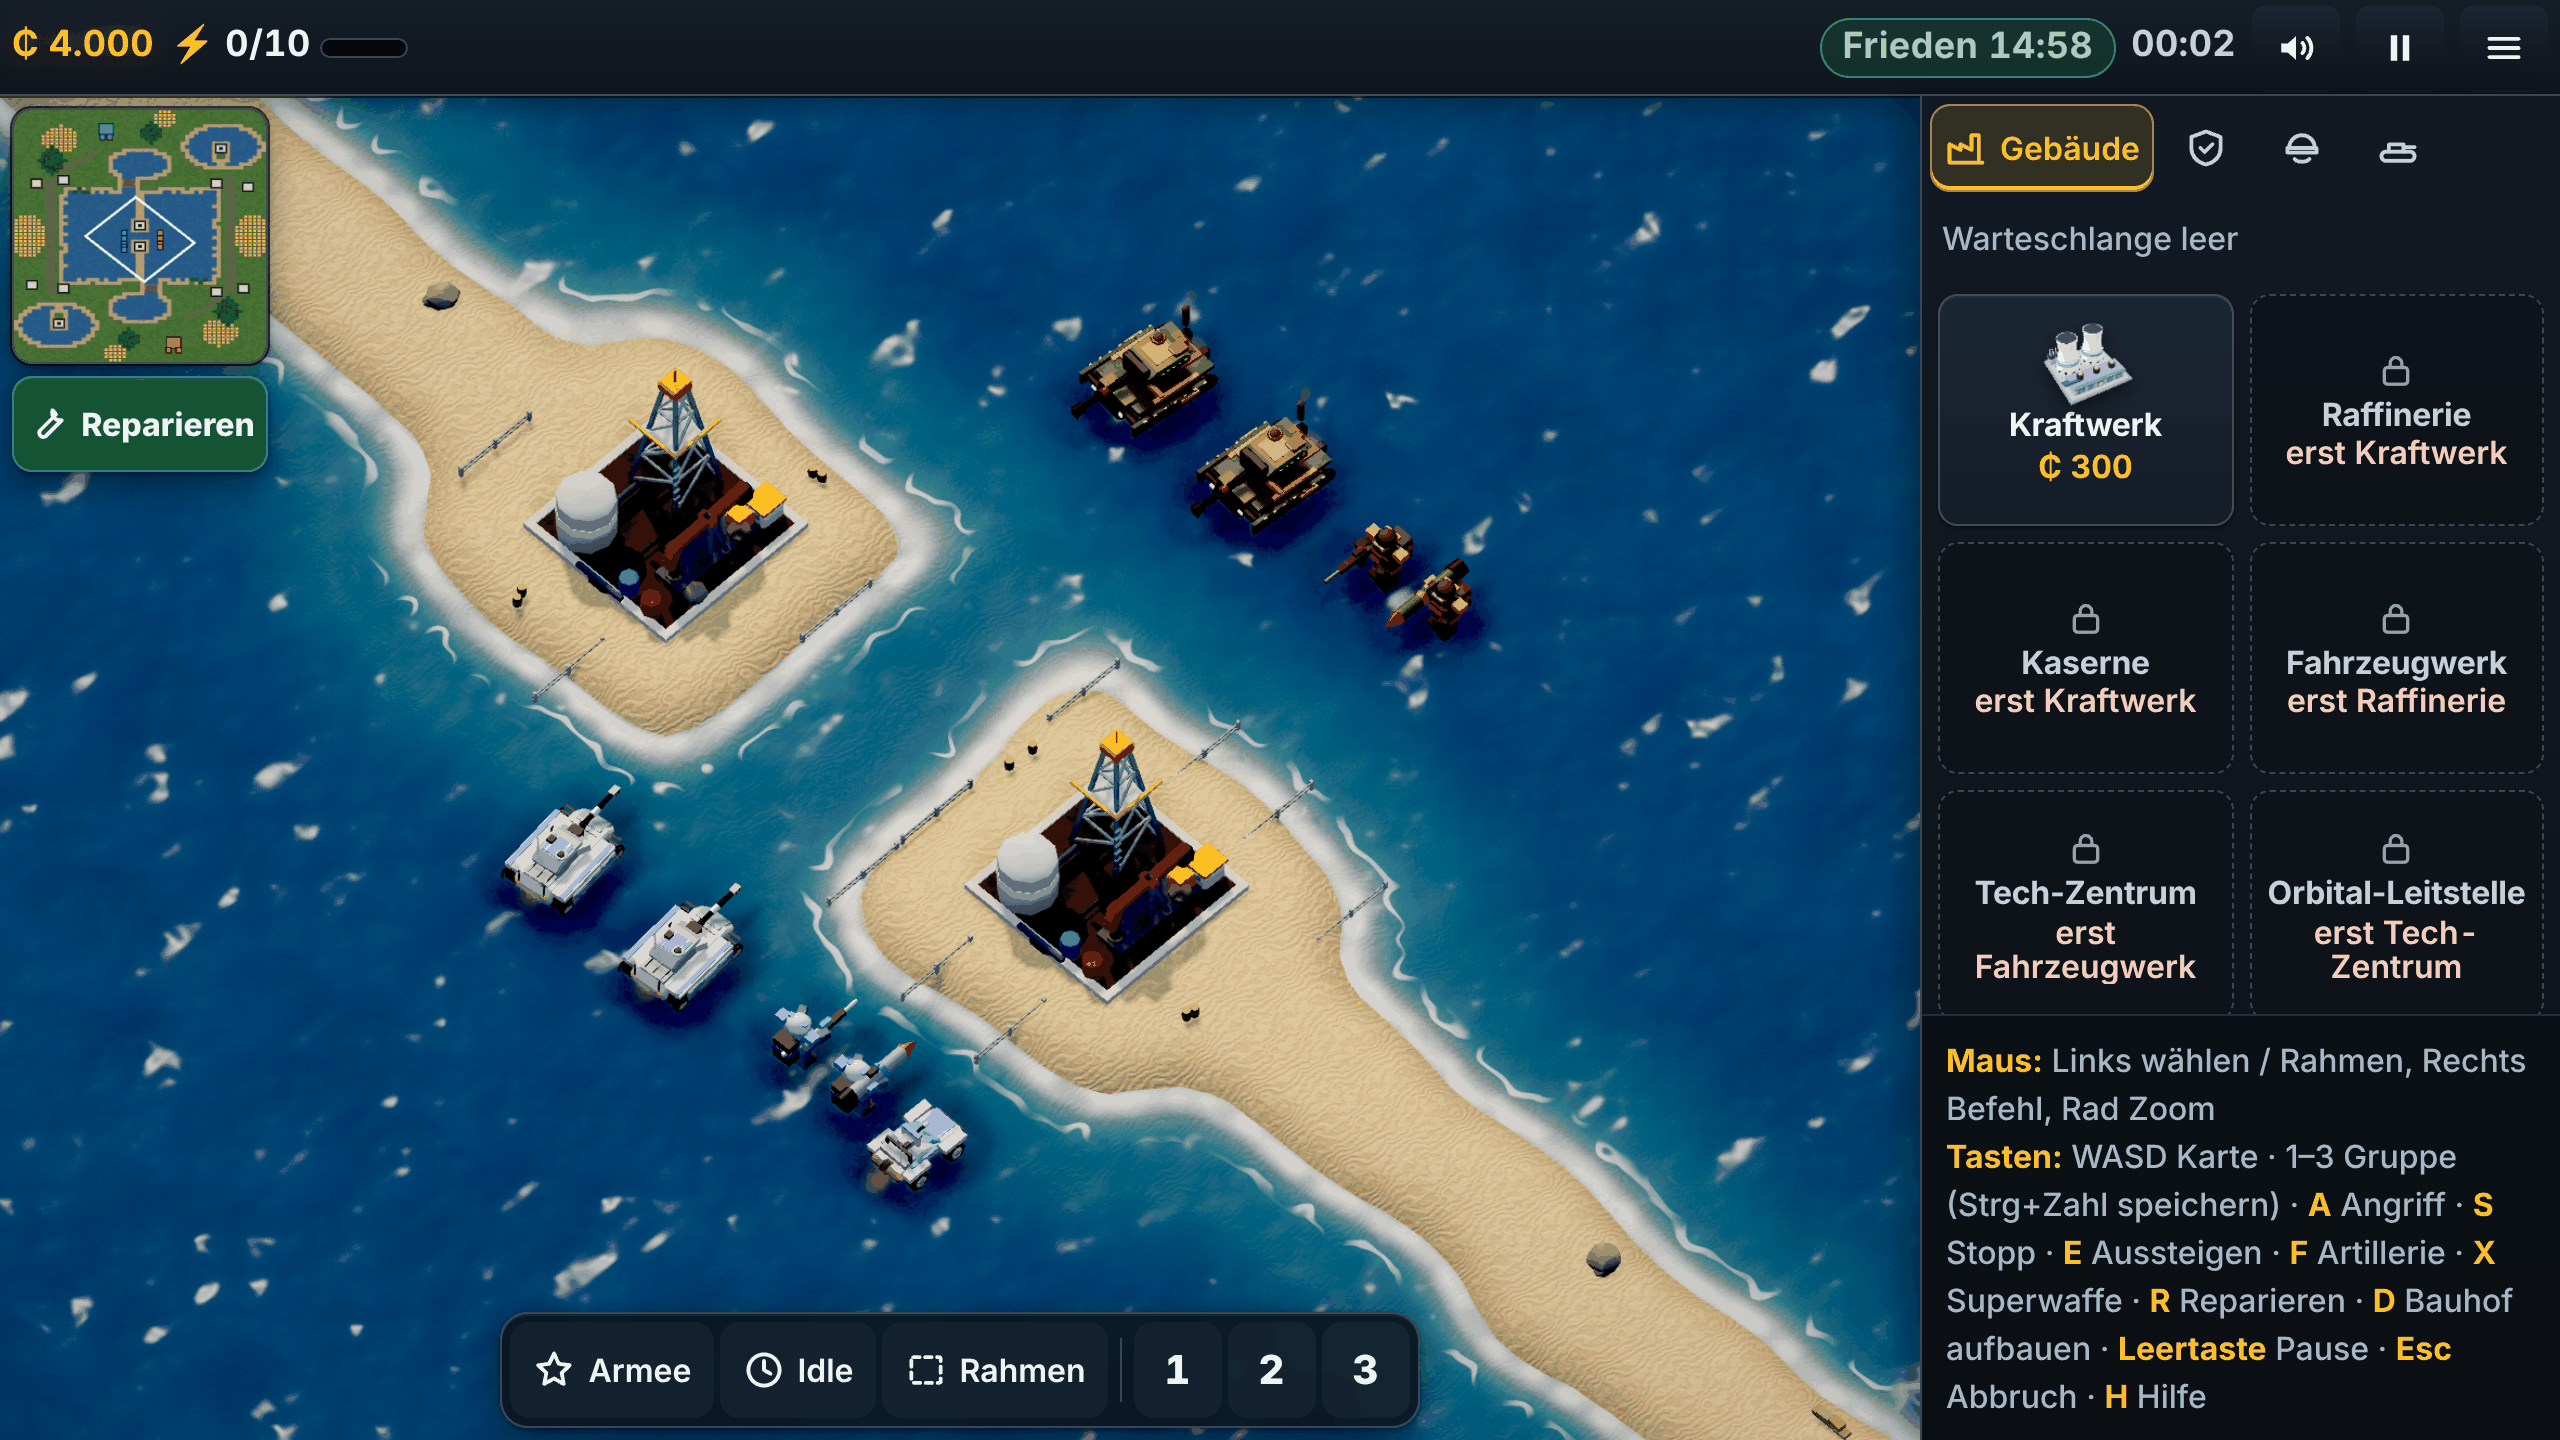 ₵ 4.000 ⚡ 0/10
Frieden 14:58 00:02
Reparieren
Gebäude
Warteschlange leer
Kraftwerk
₵ 300
Raffinerie
erst Kraftwerk
Kaserne
erst Kraftwerk
Fahrzeugwerk
erst Raffinerie
Tech-Zentrum
erst
Fahrzeugwerk
Orbital-Leitstelle
erst Tech-
Zentrum
Maus: Links wählen / Rahmen, Rechts
Befehl, Rad Zoom
Tasten: WASD Karte · 1–3 Gruppe
(Strg+Zahl speichern) · A Angriff · S
Stopp · E Aussteigen · F Artillerie · X
Superwaffe · R Reparieren · D Bauhof
aufbauen · Leertaste Pause · Esc
Abbruch · H Hilfe
Armee Idle Rahmen 1 2 3